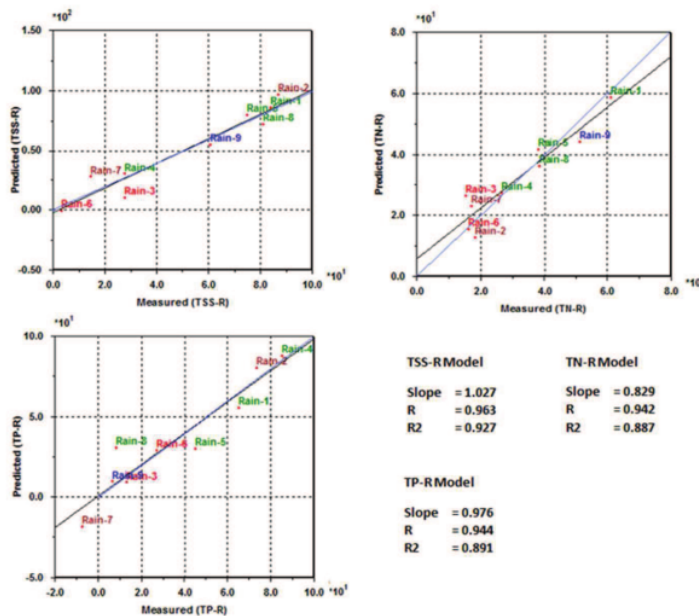 *10²
Predicted (TSS-R)
1.00
0.50
0.00
-0.50
Rain-2
Rain-1
Rain-8
Rain-9
Rain-7
Rain-4
Rain-3
Rain-6
0.0 2.0 4.0 6.0 8.0 10.0
*10¹
Measured (TSS-R)
*10¹
Predicted (TN-R)
8.0
6.0
4.0
2.0
0.0
Rain-1
Rain-5
Rain-9
Rain-8
Rain-3
Rain-4
Rain-7
Rain-6
Rain-2
0.0 2.0 4.0 6.0 8.0
Measured (TN-R)
*10¹
Predicted (TP-R)
10.0
5.0
0.0
-5.0
Rain-4
Rain-2
Rain-1
Rain-8
Rain-6
Rain-5
Rain-3
Rain-7
-2.0 0.0 2.0 4.0 6.0 8.0 10.0
*10¹
Measured (TP-R)
TSS-R Model
Slope = 1.027
R = 0.963
R2 = 0.927
TN-R Model
Slope = 0.829
R = 0.942
R2 = 0.887
TP-R Model
Slope = 0.976
R = 0.944
R2 = 0.891